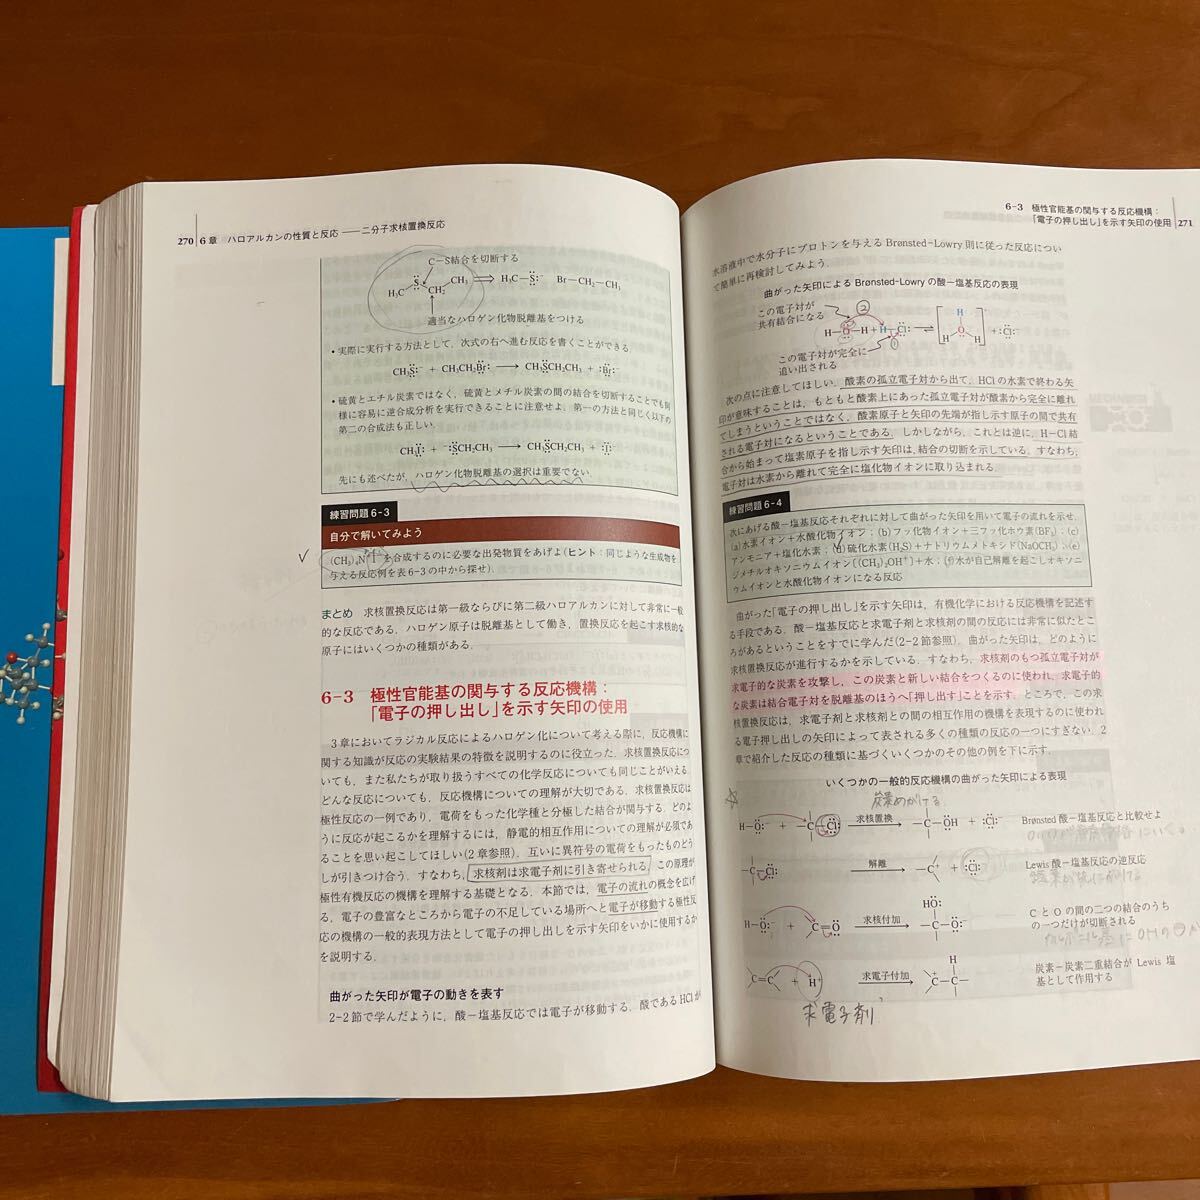 270 6章 ハロアルカンの性質と反応 ── 二分子求核置換反応
C−S結合を切断する
H₃C S CH₂ CH₃ ⟹ H₃C−S:⁻ Br−CH₂−CH₃
適当なハロゲン化物脱離基をつける
• 実際に実行する方法として，次式の右へ進む反応を書くことができる．
CH₃S:⁻ + CH₃CH₂Br: ⟶ CH₃SCH₂CH₃ + :Br:⁻
• 硫黄とエチル炭素ではなく，硫黄とメチル炭素の間の結合を切断することでも同
様に容易に逆合成分析を実行できることに注意せよ．第一の方法と同じく以下の
第二の合成法も正しい．
CH₃I: + ⁻:SCH₂CH₃ ⟶ CH₃SCH₂CH₃ + :I:⁻
先にも述べたが，ハロゲン化物脱離基の選択は重要でない．
練習問題 6-3
自分で解いてみよう
(CH₃)₄N⁺I⁻を合成するのに必要な出発物質をあげよ(ヒント：同じような生成物を
与える反応例を表6-3の中から探せ)．
まとめ 求核置換反応は第一級ならびに第二級ハロアルカンに対して非常に一般
的な反応である．ハロゲン原子は脱離基として働き，置換反応を起こす求核的な
原子にはいくつかの種類がある．
6-3 極性官能基の関与する反応機構：
「電子の押し出し」を示す矢印の使用
3章においてラジカル反応によるハロゲン化について考える際に，反応機構に
関する知識が反応の実験結果の特徴を説明するのに役立った．求核置換反応につ
いても，また私たちが取り扱うすべての化学反応についても同じことがいえる．
どんな反応についても，反応機構についての理解が大切である．求核置換反応は
極性反応の一例であり，電荷をもった化学種と分極した結合が関与する．どのよ
うに反応が起こるかを理解するには，静電的相互作用についての理解が必須であ
ることを思い起こしてほしい(2章参照)．互いに異符号の電荷をもったものどう
しが引きつけ合う．すなわち，求核剤は求電子剤に引き寄せられる．この原理が
極性有機反応の機構を理解する基礎となる．本節では，電子の流れの概念を広げ
る．電子の豊富なところから電子の不足している場所へと電子が移動する極性反
応の機構の一般的表現方法として電子の押し出しを示す矢印をいかに使用するか
を説明する．
曲がった矢印が電子の動きを表す
2-2節で学んだように，酸−塩基反応では電子が移動する．酸であるHClが
6-3 極性官能基の関与する反応機構：
「電子の押し出し」を示す矢印の使用 271
水溶液中で水分子にプロトンを与えるBrønsted-Lowry則に従った反応につい
て簡単に再検討してみよう．
曲がった矢印によるBrønsted-Lowryの酸−塩基反応の表現
この電子対が
共有結合になる
②
H−O−H + H−Cl: ⇌ [H−O−H H]⁺ + :Cl:⁻
①
この電子対が完全に
追い出される
次の点に注意してほしい．酸素の孤立電子対から出て，HClの水素で終わる矢
印が意味することは，もともと酸素上にあった孤立電子対が酸素から完全に離れ
てしまうということではなく，酸素原子と矢印の先端が指し示す原子の間で共有
される電子対になるということである．しかしながら，これとは逆に，H−Cl結
合から始まって塩素原子を指し示す矢印は，結合の切断を示している．すなわち，
電子対は水素から離れて完全に塩化物イオンに取り込まれる．
練習問題 6-4
次にあげる酸−塩基反応それぞれに対して曲がった矢印を用いて電子の流れを示せ．
(a) 水素イオン＋水酸化物イオン；(b) フッ化物イオン＋三フッ化ホウ素(BF₃)；(c)
アンモニア＋塩化水素；(d) 硫化水素(H₂S)＋ナトリウムメトキシド(NaOCH₃)；(e)
ジメチルオキソニウムイオン[(CH₃)₂OH⁺]＋水；(f) 水が自己解離を起こしオキソニ
ウムイオンと水酸化物イオンになる反応
曲がった「電子の押し出し」を示す矢印は，有機化学における反応機構を記述す
る手段である．酸−塩基反応と求電子剤と求核剤の間の反応には非常に似たとこ
ろがあるということをすでに学んだ(2-2節参照)．曲がった矢印は，どのように
求核置換反応が進行するかを示している．すなわち，求核剤のもつ孤立電子対が
求電子的な炭素を攻撃し，この炭素と新しい結合をつくるのに使われ，求電子的
な炭素は結合電子対を脱離基のほうへ「押し出す」ことを示す．ところで，この求
核置換反応は，求電子剤と求核剤との間の相互作用の機構を表現するのに使われ
る電子押し出しの矢印によって表される多くの種類の反応の一つにすぎない．2
章で紹介した反応の種類に基づくいくつかのその他の例を下に示す．
いくつかの一般的反応機構の曲がった矢印による表現
H−O:⁻ + −C−Cl: 求核置換 −C−OH + :Cl:⁻ Brønsted 酸−塩基反応と比較せよ
−C−Cl: 解離 −C⁺ + :Cl:⁻ Lewis 酸−塩基反応の逆反応
H−O:⁻ + C=O 求核付加 HO: −C−O:⁻ CとOの間の二つの結合のうち
の一つだけが切断される
C=C + H⁺ 求電子付加 H ⁺C−C− 炭素−炭素二重結合が Lewis 塩
基として作用する
求電子剤